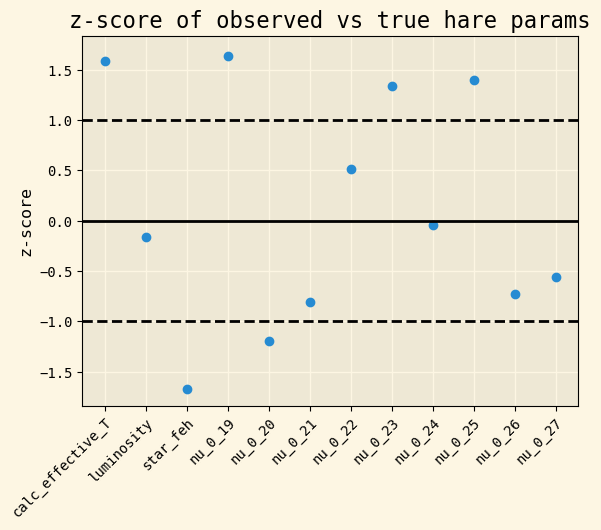 z-score of observed vs true hare params
z-score
1.5
1.0
0.5
0.0
−0.5
−1.0
−1.5
calc_effective_T
luminosity
star_feh
nu_0_19
nu_0_20
nu_0_21
nu_0_22
nu_0_23
nu_0_24
nu_0_25
nu_0_26
nu_0_27